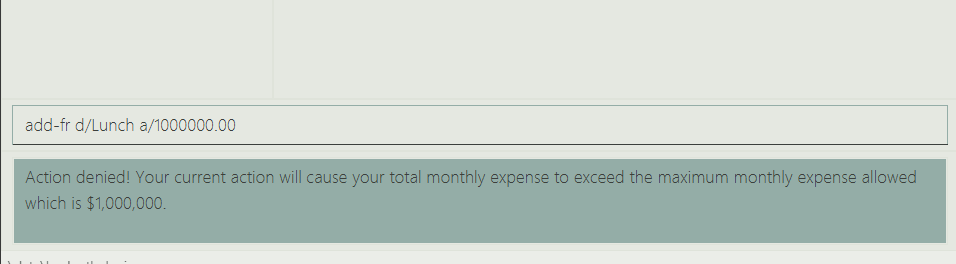 add-fr d/Lunch a/1000000.00
Action denied! Your current action will cause your total monthly expense to exceed the maximum monthly expense allowed
which is $1,000,000.